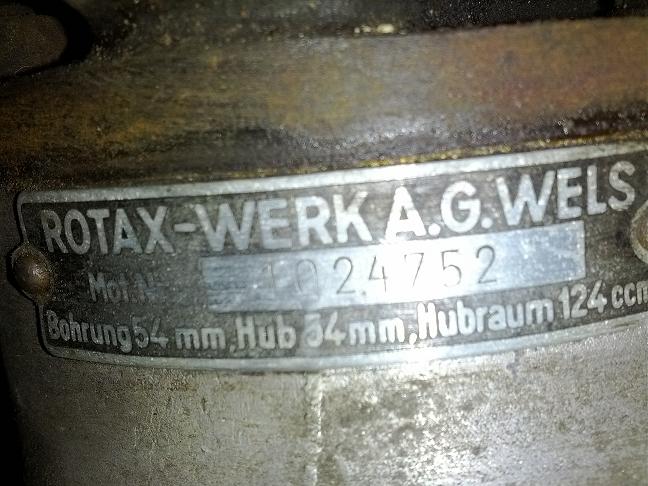 ROTAX-WERK A.G. WELS
Mot.N 1024752
Bohrung 54 mm, Hub 54 mm, Hubraum 124 ccm